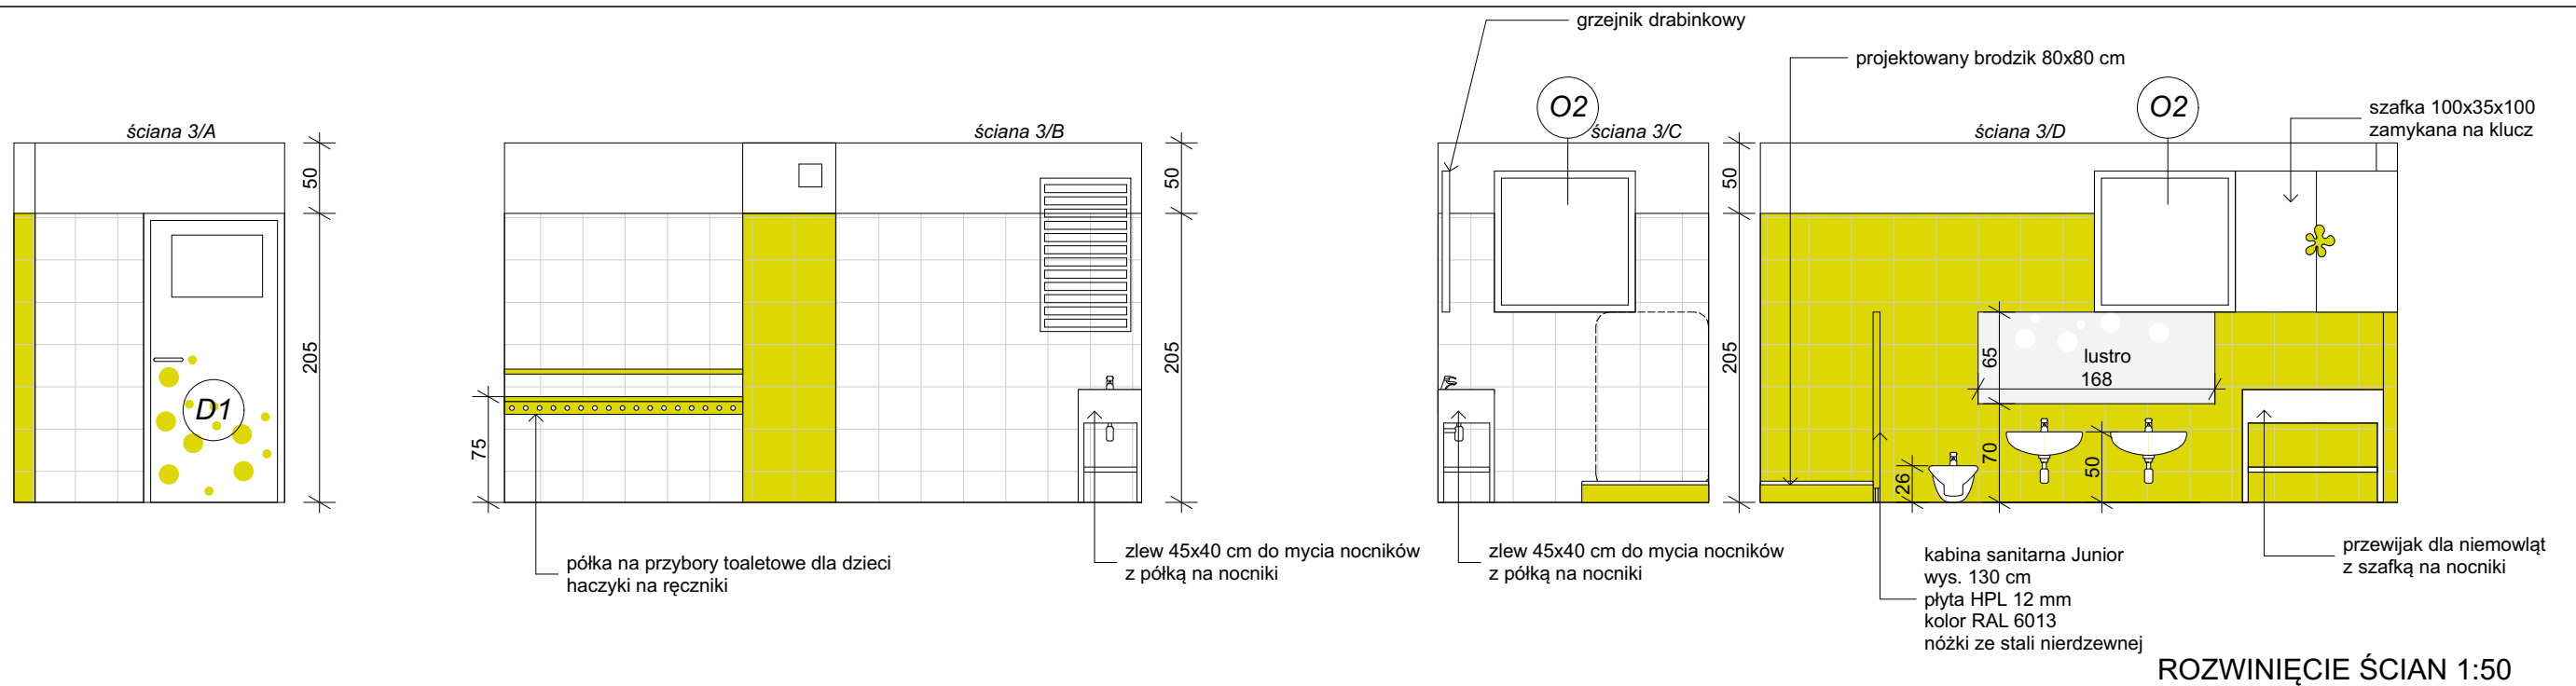 grzejnik drabinkowy
projektowany brodzik 80x80 cm
O2
O2
szafka 100x35x100
zamykana na klucz
ściana 3/A
ściana 3/B
ściana 3/C
ściana 3/D
50
50
50
205
205
205
D1
75
65
lustro
168
70
50
26
półka na przybory toaletowe dla dzieci
haczyki na ręczniki
zlew 45x40 cm do mycia nocników
z półką na nocniki
zlew 45x40 cm do mycia nocników
z półką na nocniki
kabina sanitarna Junior
wys. 130 cm
płyta HPL 12 mm
kolor RAL 6013
nóżki ze stali nierdzewnej
przewijak dla niemowląt
z szafką na nocniki
ROZWINIĘCIE ŚCIAN 1:50